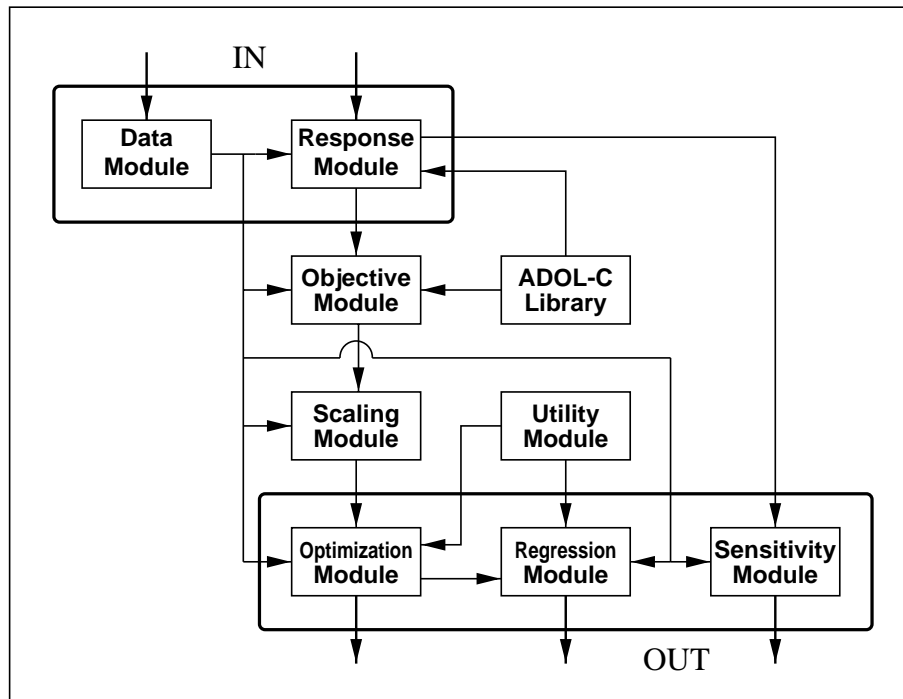 IN
Data
Module
Response
Module
Objective
Module
ADOL-C
Library
Scaling
Module
Utility
Module
Optimization
Module
Regression
Module
Sensitivity
Module
OUT